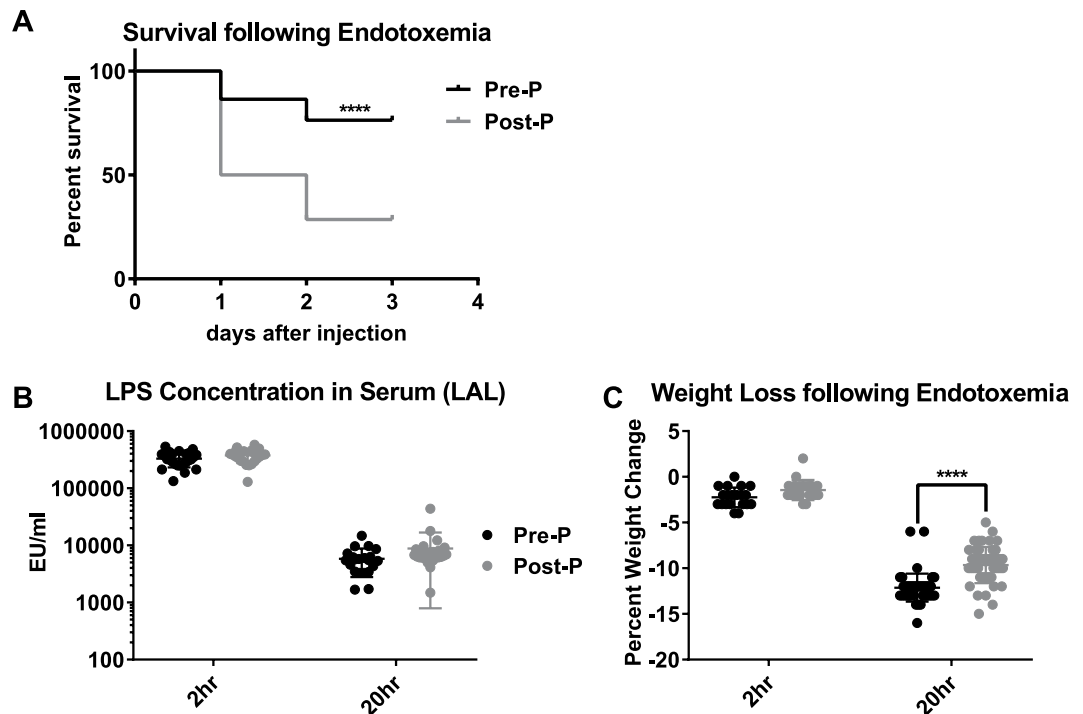 A
Survival following Endotoxemia
Percent survival
100
50
0
0 1 2 3 4
days after injection
****
Pre-P
Post-P
B
LPS Concentration in Serum (LAL)
EU/ml
1000000
100000
10000
1000
100
2hr 20hr
Pre-P
Post-P
C
Weight Loss following Endotoxemia
Percent Weight Change
5
0
-5
-10
-15
-20
****
2hr 20hr